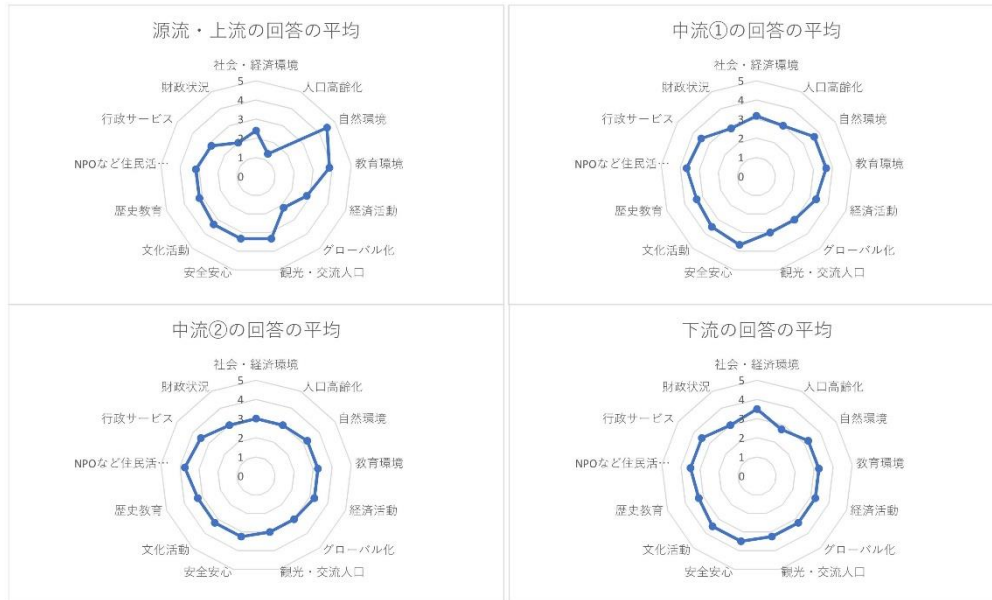 源流・上流の回答の平均
社会・経済環境
人口高齢化
自然環境
教育環境
経済活動
グローバル化
観光・交流人口
安全安心
文化活動
歴史教育
NPOなど住民活…
行政サービス
財政状況
5
4
3
2
1
0
中流①の回答の平均
社会・経済環境
人口高齢化
自然環境
教育環境
経済活動
グローバル化
観光・交流人口
安全安心
文化活動
歴史教育
NPOなど住民活…
行政サービス
財政状況
5
4
3
2
1
0
中流②の回答の平均
社会・経済環境
人口高齢化
自然環境
教育環境
経済活動
グローバル化
観光・交流人口
安全安心
文化活動
歴史教育
NPOなど住民活…
行政サービス
財政状況
5
4
3
2
1
0
下流の回答の平均
社会・経済環境
人口高齢化
自然環境
教育環境
経済活動
グローバル化
観光・交流人口
安全安心
文化活動
歴史教育
NPOなど住民活…
行政サービス
財政状況
5
4
3
2
1
0